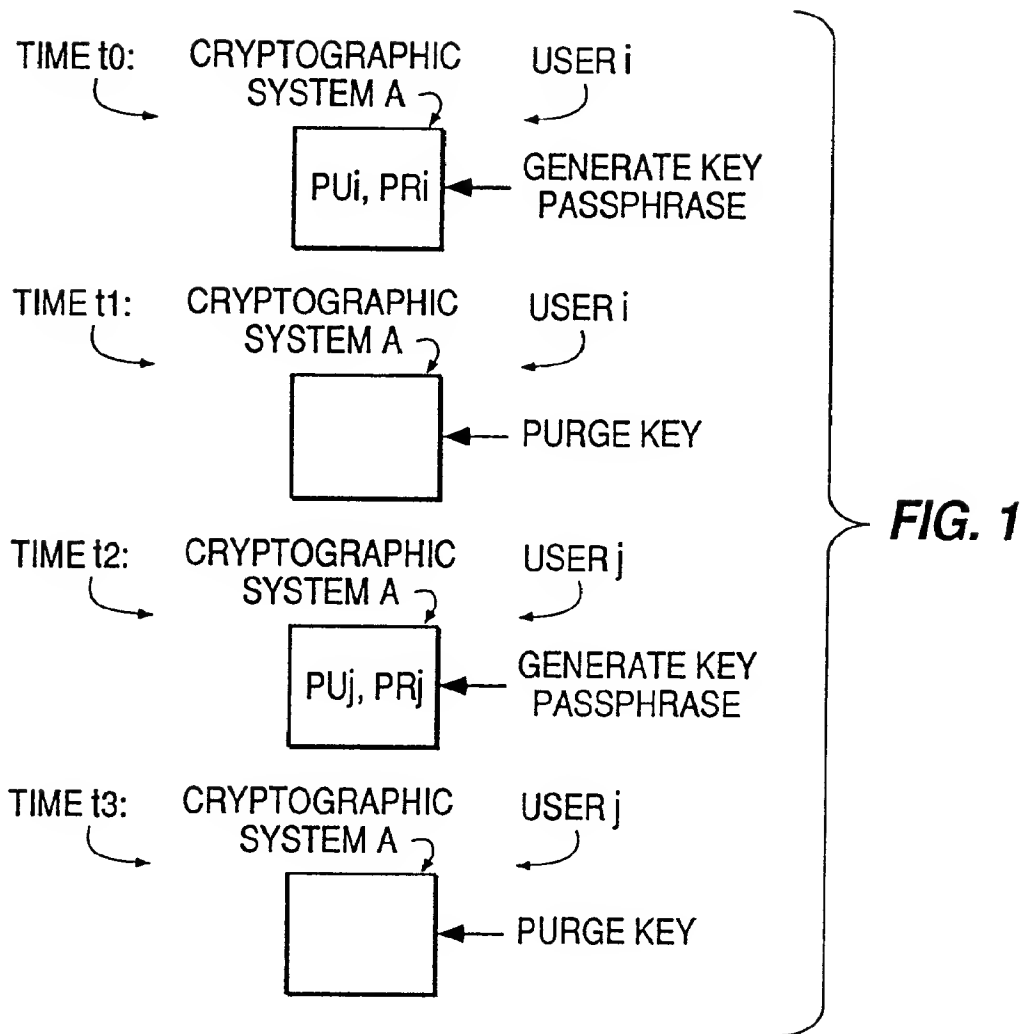 TIME t0:
CRYPTOGRAPHIC
SYSTEM A
USER i
PUi, PRi
GENERATE KEY
PASSPHRASE
TIME t1:
CRYPTOGRAPHIC
SYSTEM A
USER i
PURGE KEY
FIG. 1
TIME t2:
CRYPTOGRAPHIC
SYSTEM A
USER j
PUj, PRj
GENERATE KEY
PASSPHRASE
TIME t3:
CRYPTOGRAPHIC
SYSTEM A
USER j
PURGE KEY